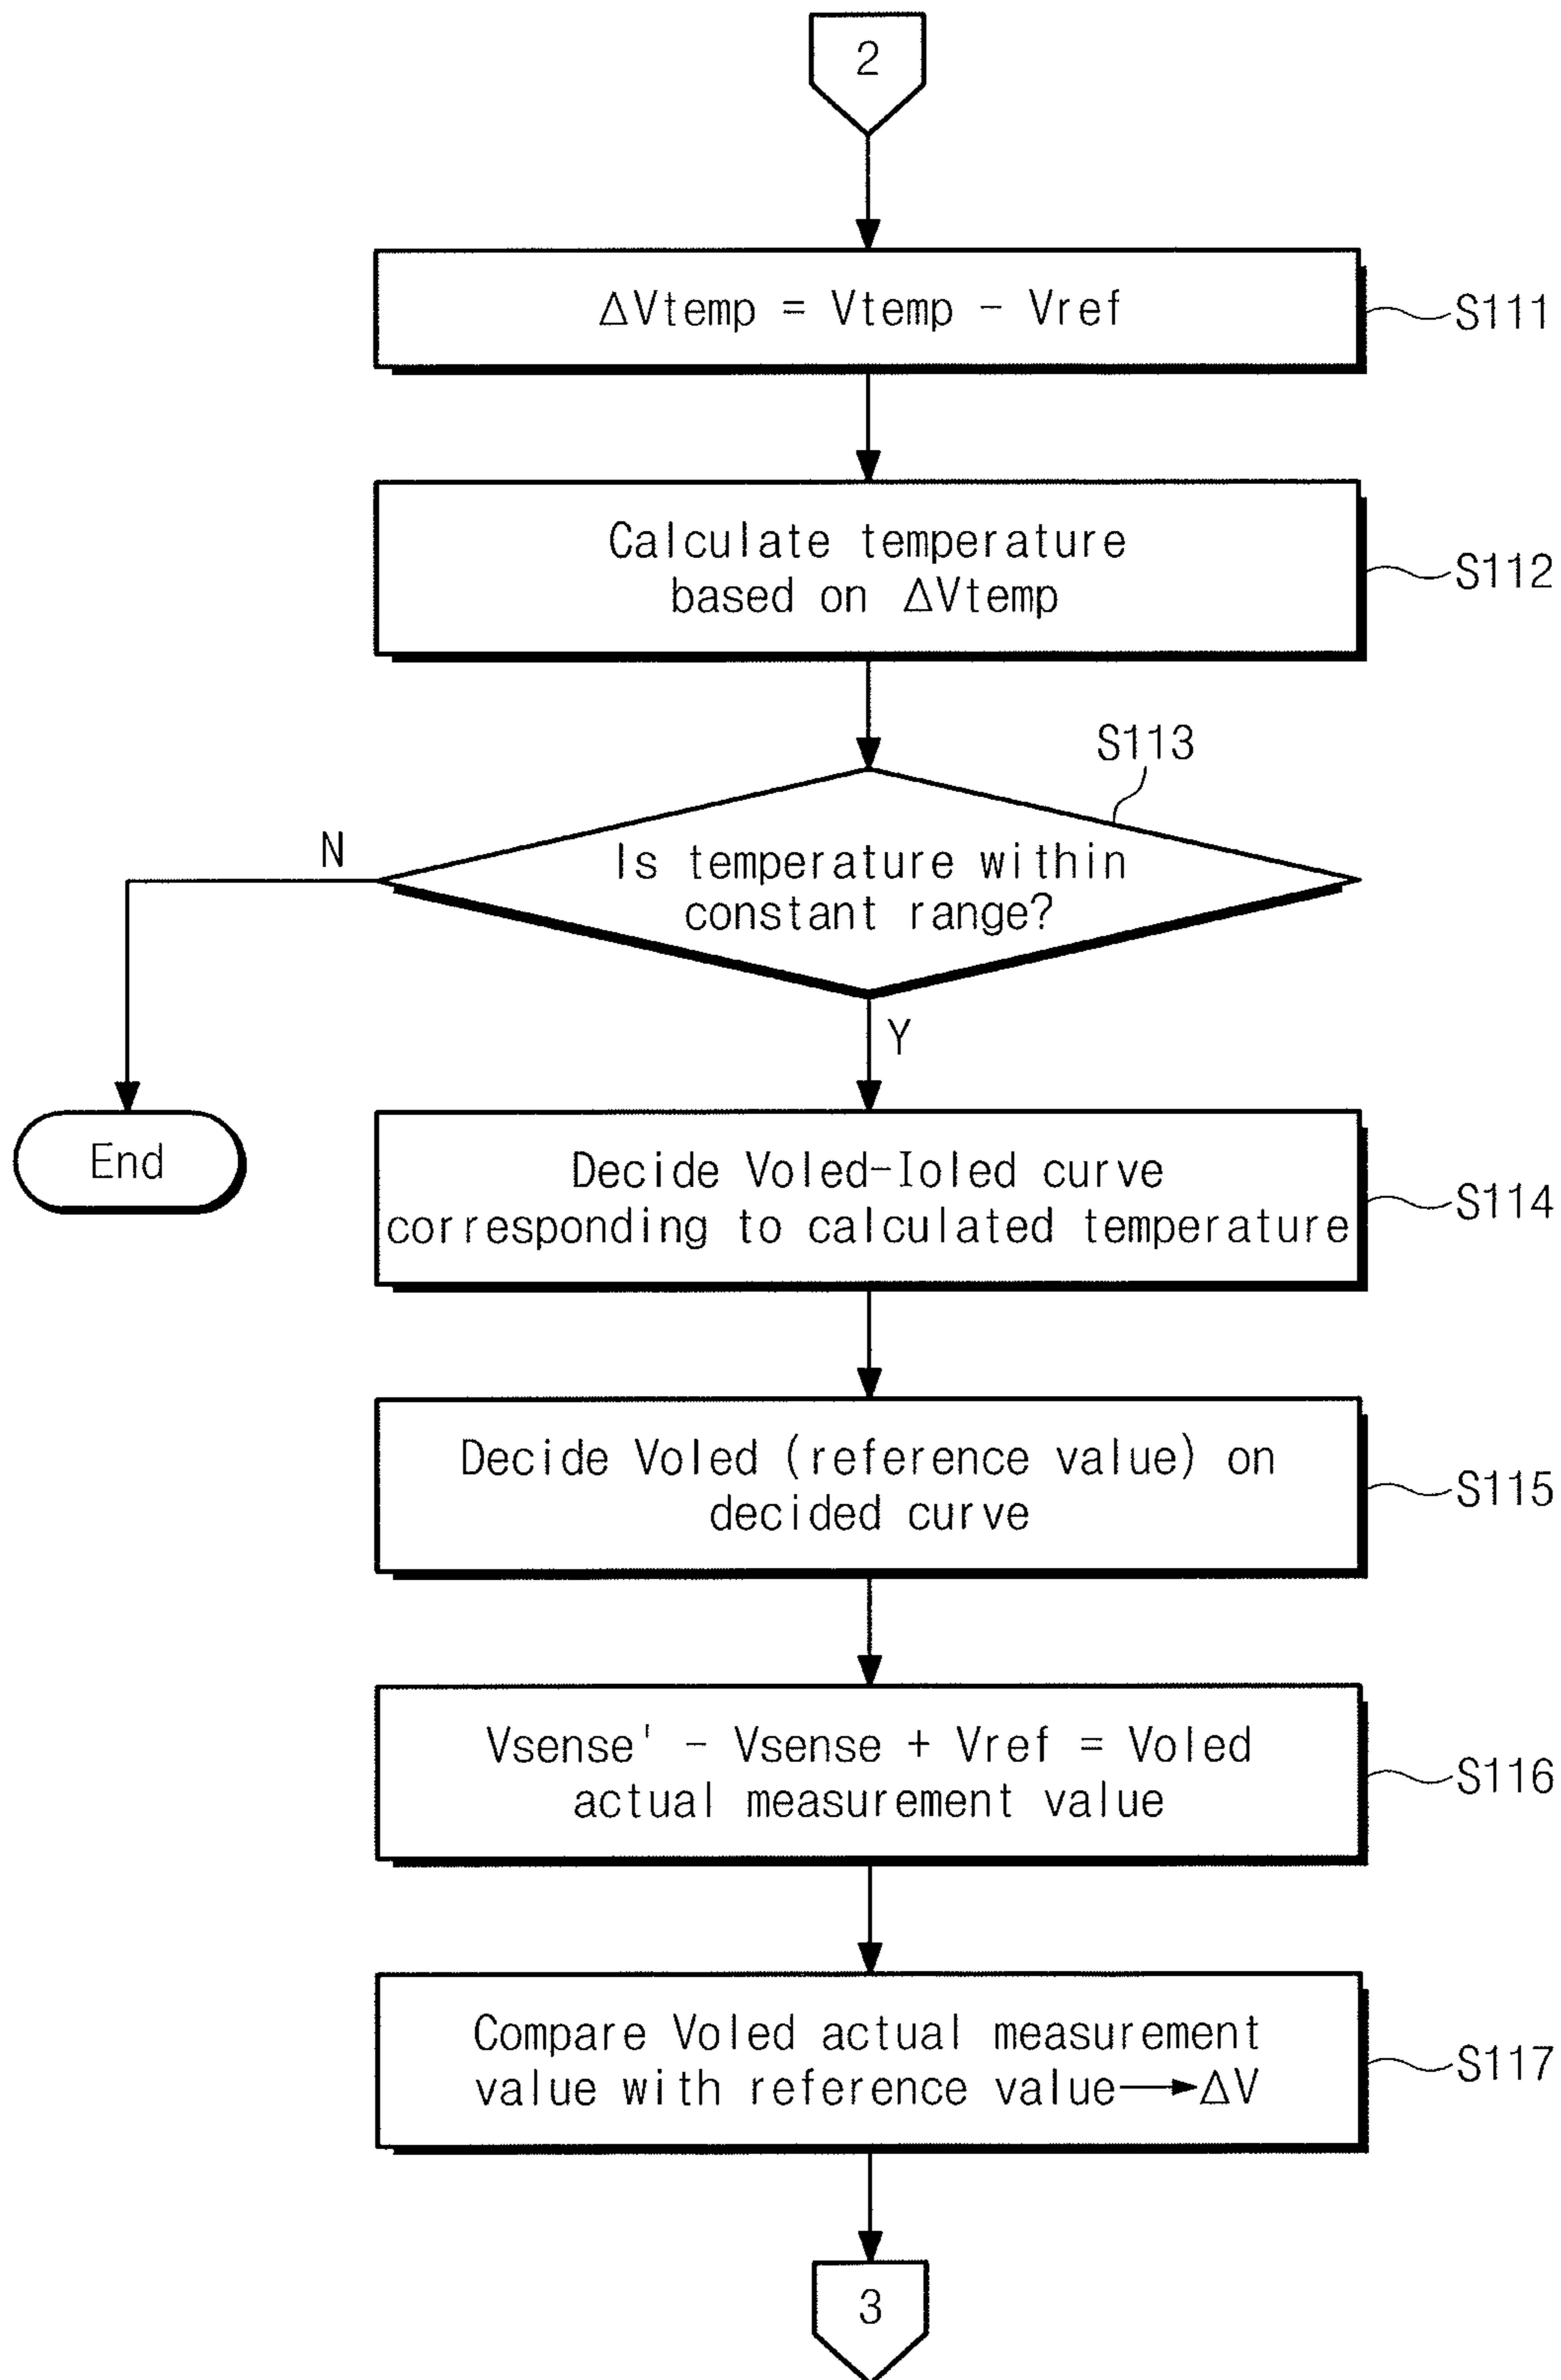 2
ΔVtemp = Vtemp - Vref
S111
Calculate temperature
based on ΔVtemp
S112
S113
N
Is temperature within
constant range?
Y
End
Decide Voled-Ioled curve
corresponding to calculated temperature
S114
Decide Voled (reference value) on
decided curve
S115
Vsense' - Vsense + Vref = Voled
actual measurement value
S116
Compare Voled actual measurement
value with reference value→ΔV
S117
3